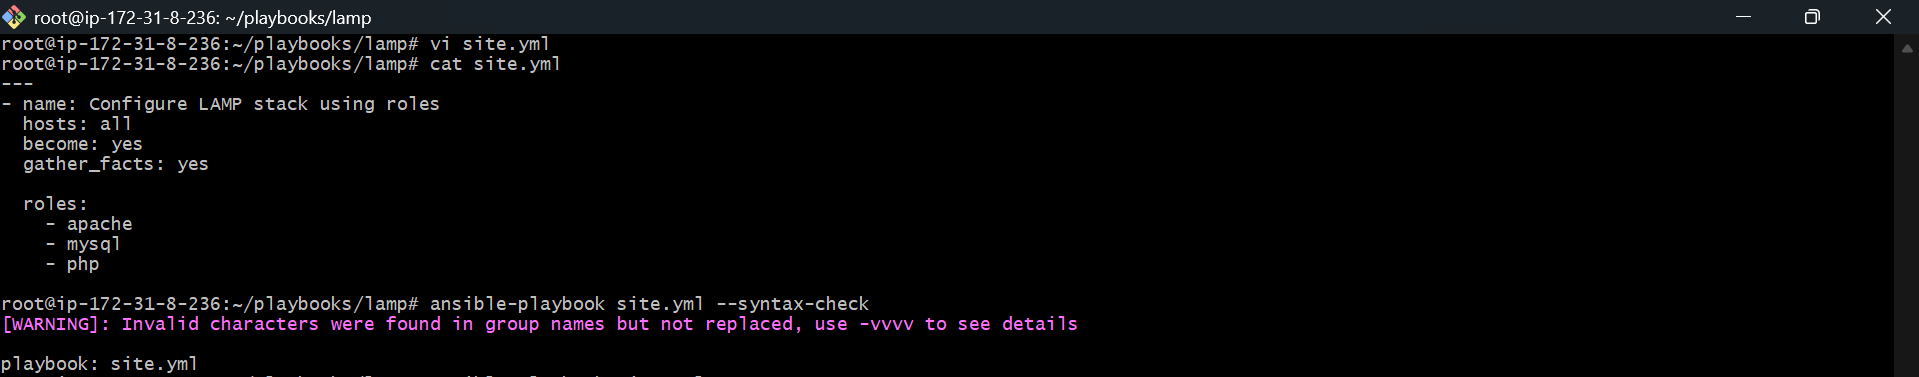 root@ip-172-31-8-236: ~/playbooks/lamp
root@ip-172-31-8-236:~/playbooks/lamp# vi site.yml
root@ip-172-31-8-236:~/playbooks/lamp# cat site.yml
---
- name: Configure LAMP stack using roles
  hosts: all
  become: yes
  gather_facts: yes

  roles:
    - apache
    - mysql
    - php

root@ip-172-31-8-236:~/playbooks/lamp# ansible-playbook site.yml --syntax-check
[WARNING]: Invalid characters were found in group names but not replaced, use -vvvv to see details

playbook: site.yml